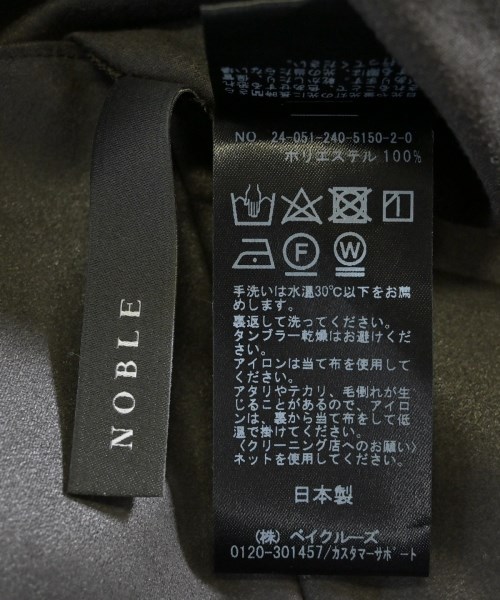 NOBLE
NO. 24-051-240-5150-2-0
ポリエステル 100%
F
W
手洗いは水温30℃以下をお薦
めします。
裏返して洗ってください。
タンブラー乾燥はお避けくだ
さい。
アイロンは当て布を使用して
ください。
アタリやテカリ、毛倒れが生
じることがあるので、アイロ
ンは、裏から当て布をして低
温で掛けてください。
〈クリーニング店へのお願い〉
ネットを使用してください。
日本製
(株) ベイクルーズ
0120-301457/カスタマーサポート